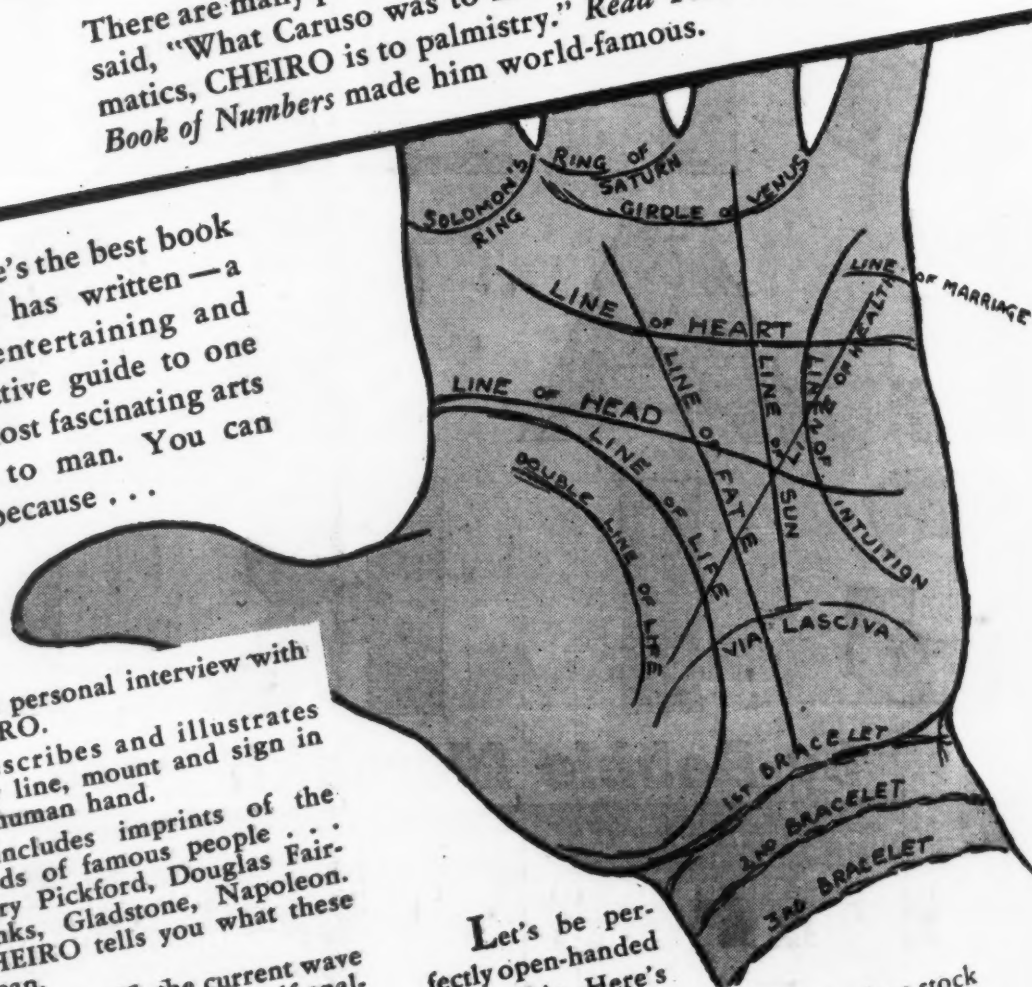 There are many
said, "What Caruso was to
matics, CHEIRO is to palmistry." Read
Book of Numbers made him world-famous.
's the best book
has written — a
entertaining and
tive guide to one
ost fascinating arts
to man. You can
because . . .
SOLOMON'S
RING
RING OF
SATURN
GIRDLE of VENUS
LINE OF MARRIAGE
LINE OF HEART
LINE OF HEALTH
LINE OF HEAD
LINE OF FATE
LINE OF SUN
LINE OF INTUITION
LINE OF LIFE
DOUBLE LINE OF LIFE
VIA LASCIVA
1ST BRACELET
2ND BRACELET
3RD BRACELET
personal interview with
RO.
scribes and illustrates
line, mount and sign in
human hand.
includes imprints of the
ds of famous people . . .
ry Pickford, Douglas Fair-
nks, Gladstone, Napoleon.
HEIRO tells you what these
an.
the current wave
Let's be per-
fectly open-handed
Here's
stock